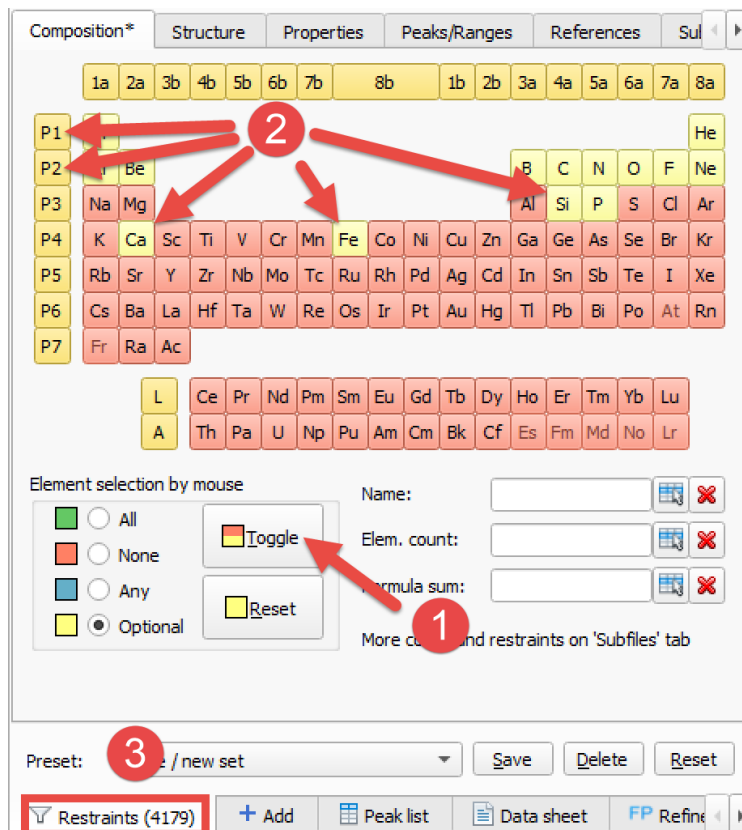 Composition* Structure Properties Peaks/Ranges References Sul
1a 2a 3b 4b 5b 6b 7b 8b 1b 2b 3a 4a 5a 6a 7a 8a
P1 2 He
P2 Be B C N O F Ne
P3 Na Mg Al Si P S Cl Ar
P4 K Ca Sc Ti V Cr Mn Fe Co Ni Cu Zn Ga Ge As Se Br Kr
P5 Rb Sr Y Zr Nb Mo Tc Ru Rh Pd Ag Cd In Sn Sb Te I Xe
P6 Cs Ba La Hf Ta W Re Os Ir Pt Au Hg Tl Pb Bi Po At Rn
P7 Fr Ra Ac
L Ce Pr Nd Pm Sm Eu Gd Tb Dy Ho Er Tm Yb Lu
A Th Pa U Np Pu Am Cm Bk Cf Es Fm Md No Lr
Element selection by mouse
All
None
Any
Optional
Toggle
Reset
Name:
Elem. count:
sum:
1
More restraints on 'Subfiles' tab
Preset: 3 / new set Save Delete Reset
Restraints (4179) + Add Peak list Data sheet FP Refine